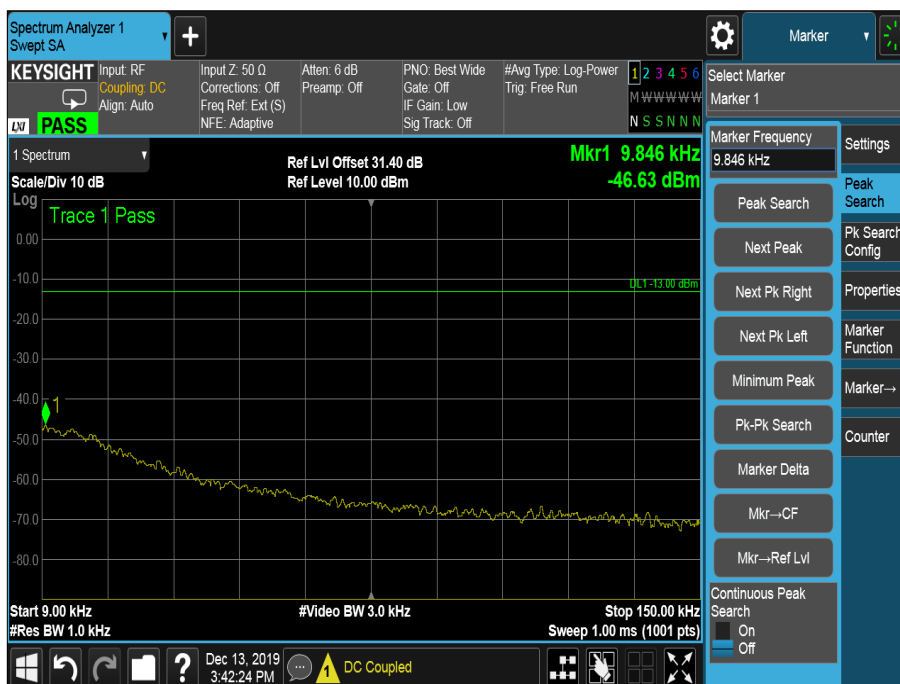 Spectrum Analyzer 1
Swept SA
+
Marker
KEYSIGHT
Input: RF
Coupling: DC
Align: Auto
Input Z: 50 Ω
Corrections: Off
Freq Ref: Ext (S)
NFE: Adaptive
Atten: 6 dB
Preamp: Off
PNO: Best Wide
Gate: Off
IF Gain: Low
Sig Track: Off
#Avg Type: Log-Power
Trig: Free Run
1 2 3 4 5 6
M W W W W W
N S S N N N
LXI PASS
Select Marker
Marker 1
1 Spectrum
Scale/Div 10 dB
Ref Lvl Offset 31.40 dB
Ref Level 10.00 dBm
Mkr1 9.846 kHz
-46.63 dBm
Log
Trace 1 Pass
0.00
-10.0
DL1 -13.00 dBm
-20.0
-30.0
-40.0
1
-50.0
-60.0
-70.0
-80.0
Start 9.00 kHz
#Video BW 3.0 kHz
Stop 150.00 kHz
#Res BW 1.0 kHz
Sweep 1.00 ms (1001 pts)
Marker Frequency
9.846 kHz
Peak Search
Next Peak
Next Pk Right
Next Pk Left
Minimum Peak
Pk-Pk Search
Marker Delta
Mkr→CF
Mkr→Ref Lvl
Continuous Peak
Search
On
Off
Settings
Peak
Search
Pk Search
Config
Properties
Marker
Function
Marker→
Counter
?
Dec 13, 2019
3:42:24 PM
1
DC Coupled